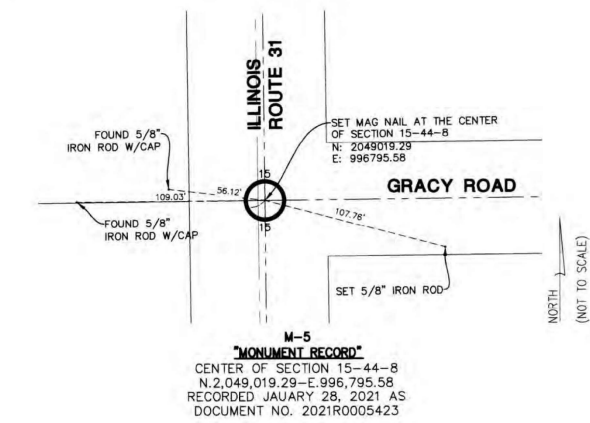 ILLINOIS
ROUTE 31
SET MAG NAIL AT THE CENTER
OF SECTION 15-44-8
N: 2049019.29
E: 996795.58
FOUND 5/8"
IRON ROD W/CAP
15
56.12'
109.03'
GRACY ROAD
107.76'
FOUND 5/8"
IRON ROD W/CAP
15
SET 5/8" IRON ROD
NORTH
(NOT TO SCALE)
M-5
"MONUMENT RECORD"
CENTER OF SECTION 15-44-8
N.2,049,019.29-E.996,795.58
RECORDED JAUARY 28, 2021 AS
DOCUMENT NO. 2021R0005423